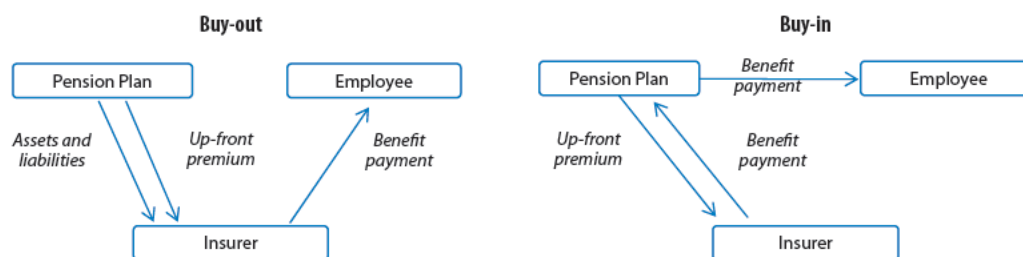 Buy-out
Pension Plan
Employee
Assets and
liabilities
Up-front
premium
Benefit
payment
Insurer
Buy-in
Pension Plan
Benefit
payment
Employee
Up-front
premium
Benefit
payment
Insurer